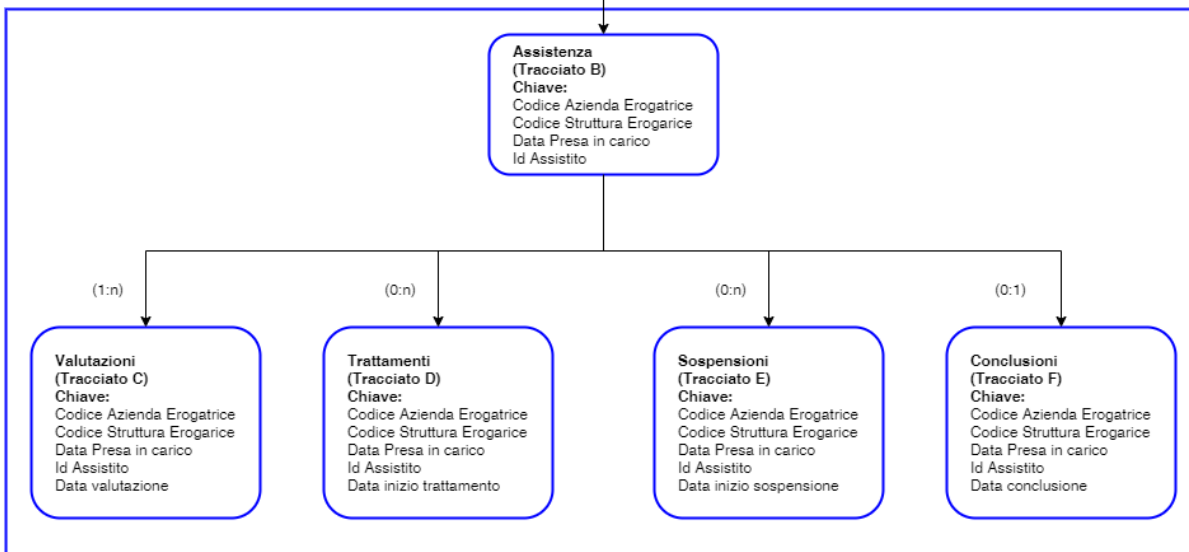 Assistenza
(Tracciato B)
Chiave:
Codice Azienda Erogatrice
Codice Struttura Erogarice
Data Presa in carico
Id Assistito
(1:n)
(0:n)
(0:n)
(0:1)
Valutazioni
(Tracciato C)
Chiave:
Codice Azienda Erogatrice
Codice Struttura Erogarice
Data Presa in carico
Id Assistito
Data valutazione
Trattamenti
(Tracciato D)
Chiave:
Codice Azienda Erogatrice
Codice Struttura Erogarice
Data Presa in carico
Id Assistito
Data inizio trattamento
Sospensioni
(Tracciato E)
Chiave:
Codice Azienda Erogatrice
Codice Struttura Erogarice
Data Presa in carico
Id Assistito
Data inizio sospensione
Conclusioni
(Tracciato F)
Chiave:
Codice Azienda Erogatrice
Codice Struttura Erogarice
Data Presa in carico
Id Assistito
Data conclusione